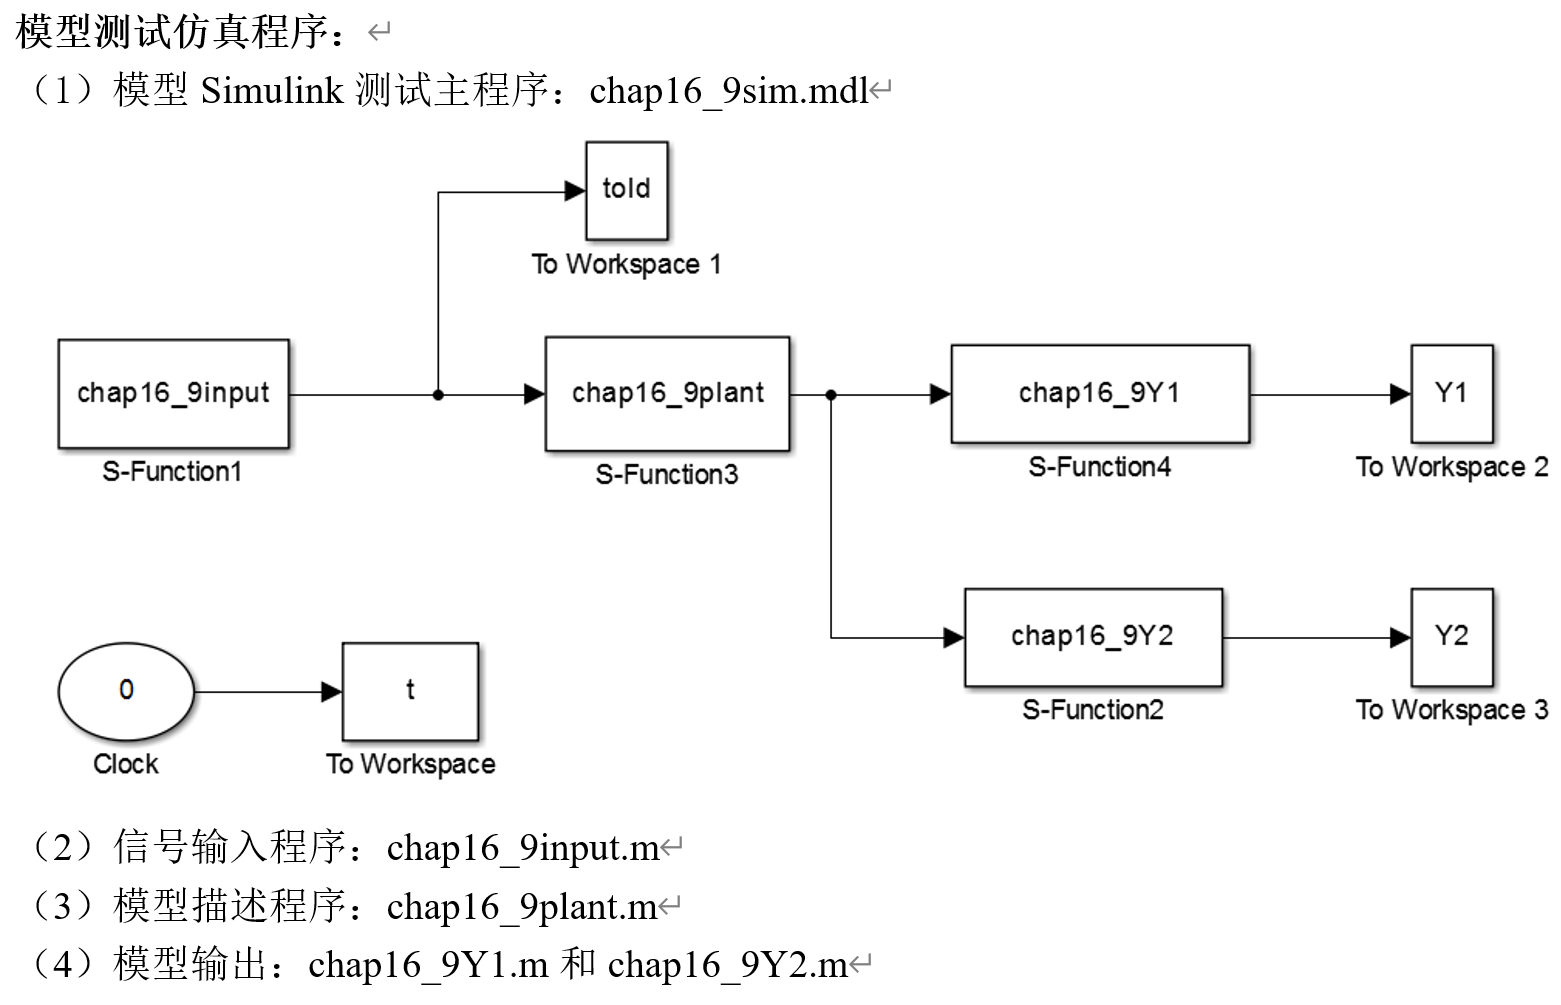 模型测试仿真程序：
（1）模型 Simulink 测试主程序：chap16_9sim.mdl
told
To Workspace 1
chap16_9input
S-Function1
chap16_9plant
S-Function3
chap16_9Y1
S-Function4
Y1
To Workspace 2
chap16_9Y2
S-Function2
Y2
To Workspace 3
0
Clock
t
To Workspace
（2）信号输入程序：chap16_9input.m
（3）模型描述程序：chap16_9plant.m
（4）模型输出：chap16_9Y1.m 和 chap16_9Y2.m